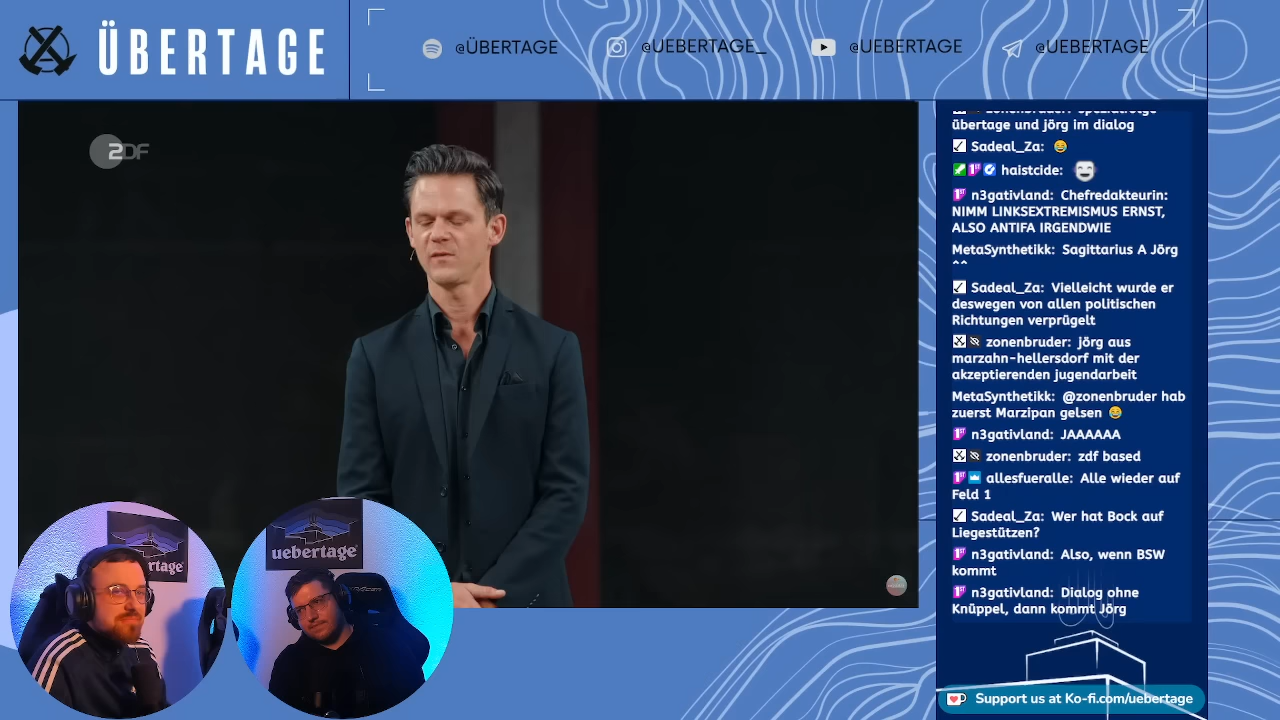 ÜBERTAGE
@ÜBERTAGE
@UEBERTAGE_
@UEBERTAGE
@UEBERTAGE
ZDF
zonenbruder: spezialfolge
übertage und jörg im dialog
Sadeal_Za: 😂
haistcide:
n3gativland: Chefredakteurin:
NIMM LINKSEXTREMISMUS ERNST,
ALSO ANTIFA IRGENDWIE
MetaSynthetikk: Sagittarius A Jörg
^^
Sadeal_Za: Vielleicht wurde er
deswegen von allen politischen
Richtungen verprügelt
zonenbruder: jörg aus
marzahn-hellersdorf mit der
akzeptierenden jugendarbeit
MetaSynthetikk: @zonenbruder hab
zuerst Marzipan gelsen 😂
n3gativland: JAAAAAA
zonenbruder: zdf based
allesfueralle: Alle wieder auf
Feld 1
Sadeal_Za: Wer hat Bock auf
Liegestützen?
n3gativland: Also, wenn BSW
kommt
n3gativland: Dialog ohne
Knüppel, dann kommt Jörg
uebertage
Support us at Ko-fi.com/uebertage